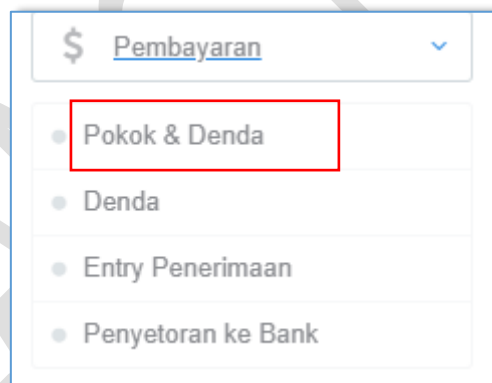 $ Pembayaran
Pokok & Denda
Denda
Entry Penerimaan
Penyetoran ke Bank